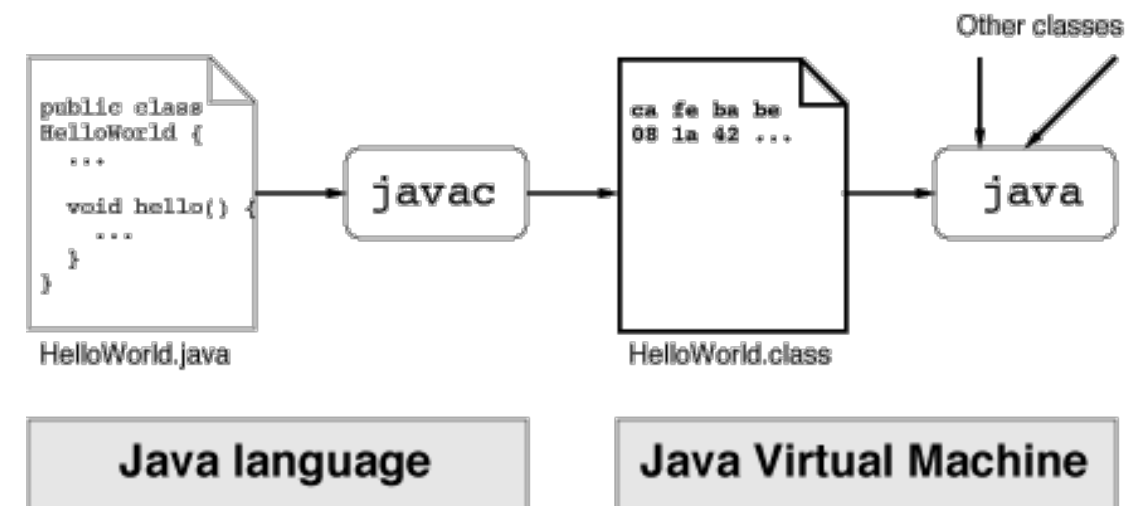 Other classes
public class
HelloWorld {
...
void hello() {
...
}
}
HelloWorld.java
javac
ca fe ba be
08 1a 42 ...
HelloWorld.class
java
Java language
Java Virtual Machine